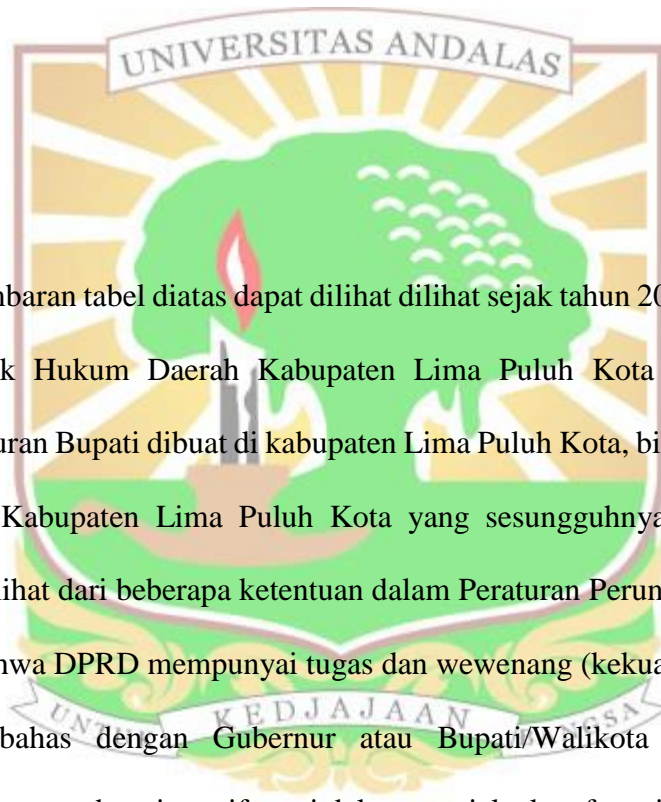 UNIVERSITAS ANDALAS
mbaran tabel diatas dapat dilihat dilihat sejak tahun 20
k Hukum Daerah Kabupaten Lima Puluh Kota
uran Bupati dibuat di kabupaten Lima Puluh Kota, bi
Kabupaten Lima Puluh Kota yang sesungguhnya
lihat dari beberapa ketentuan dalam Peraturan Perun
hwa DPRD mempunyai tugas dan wewenang (kekua
UNTUK KEDJAJAAN BANGSA
bahas dengan Gubernur atau Bupati/Walikota